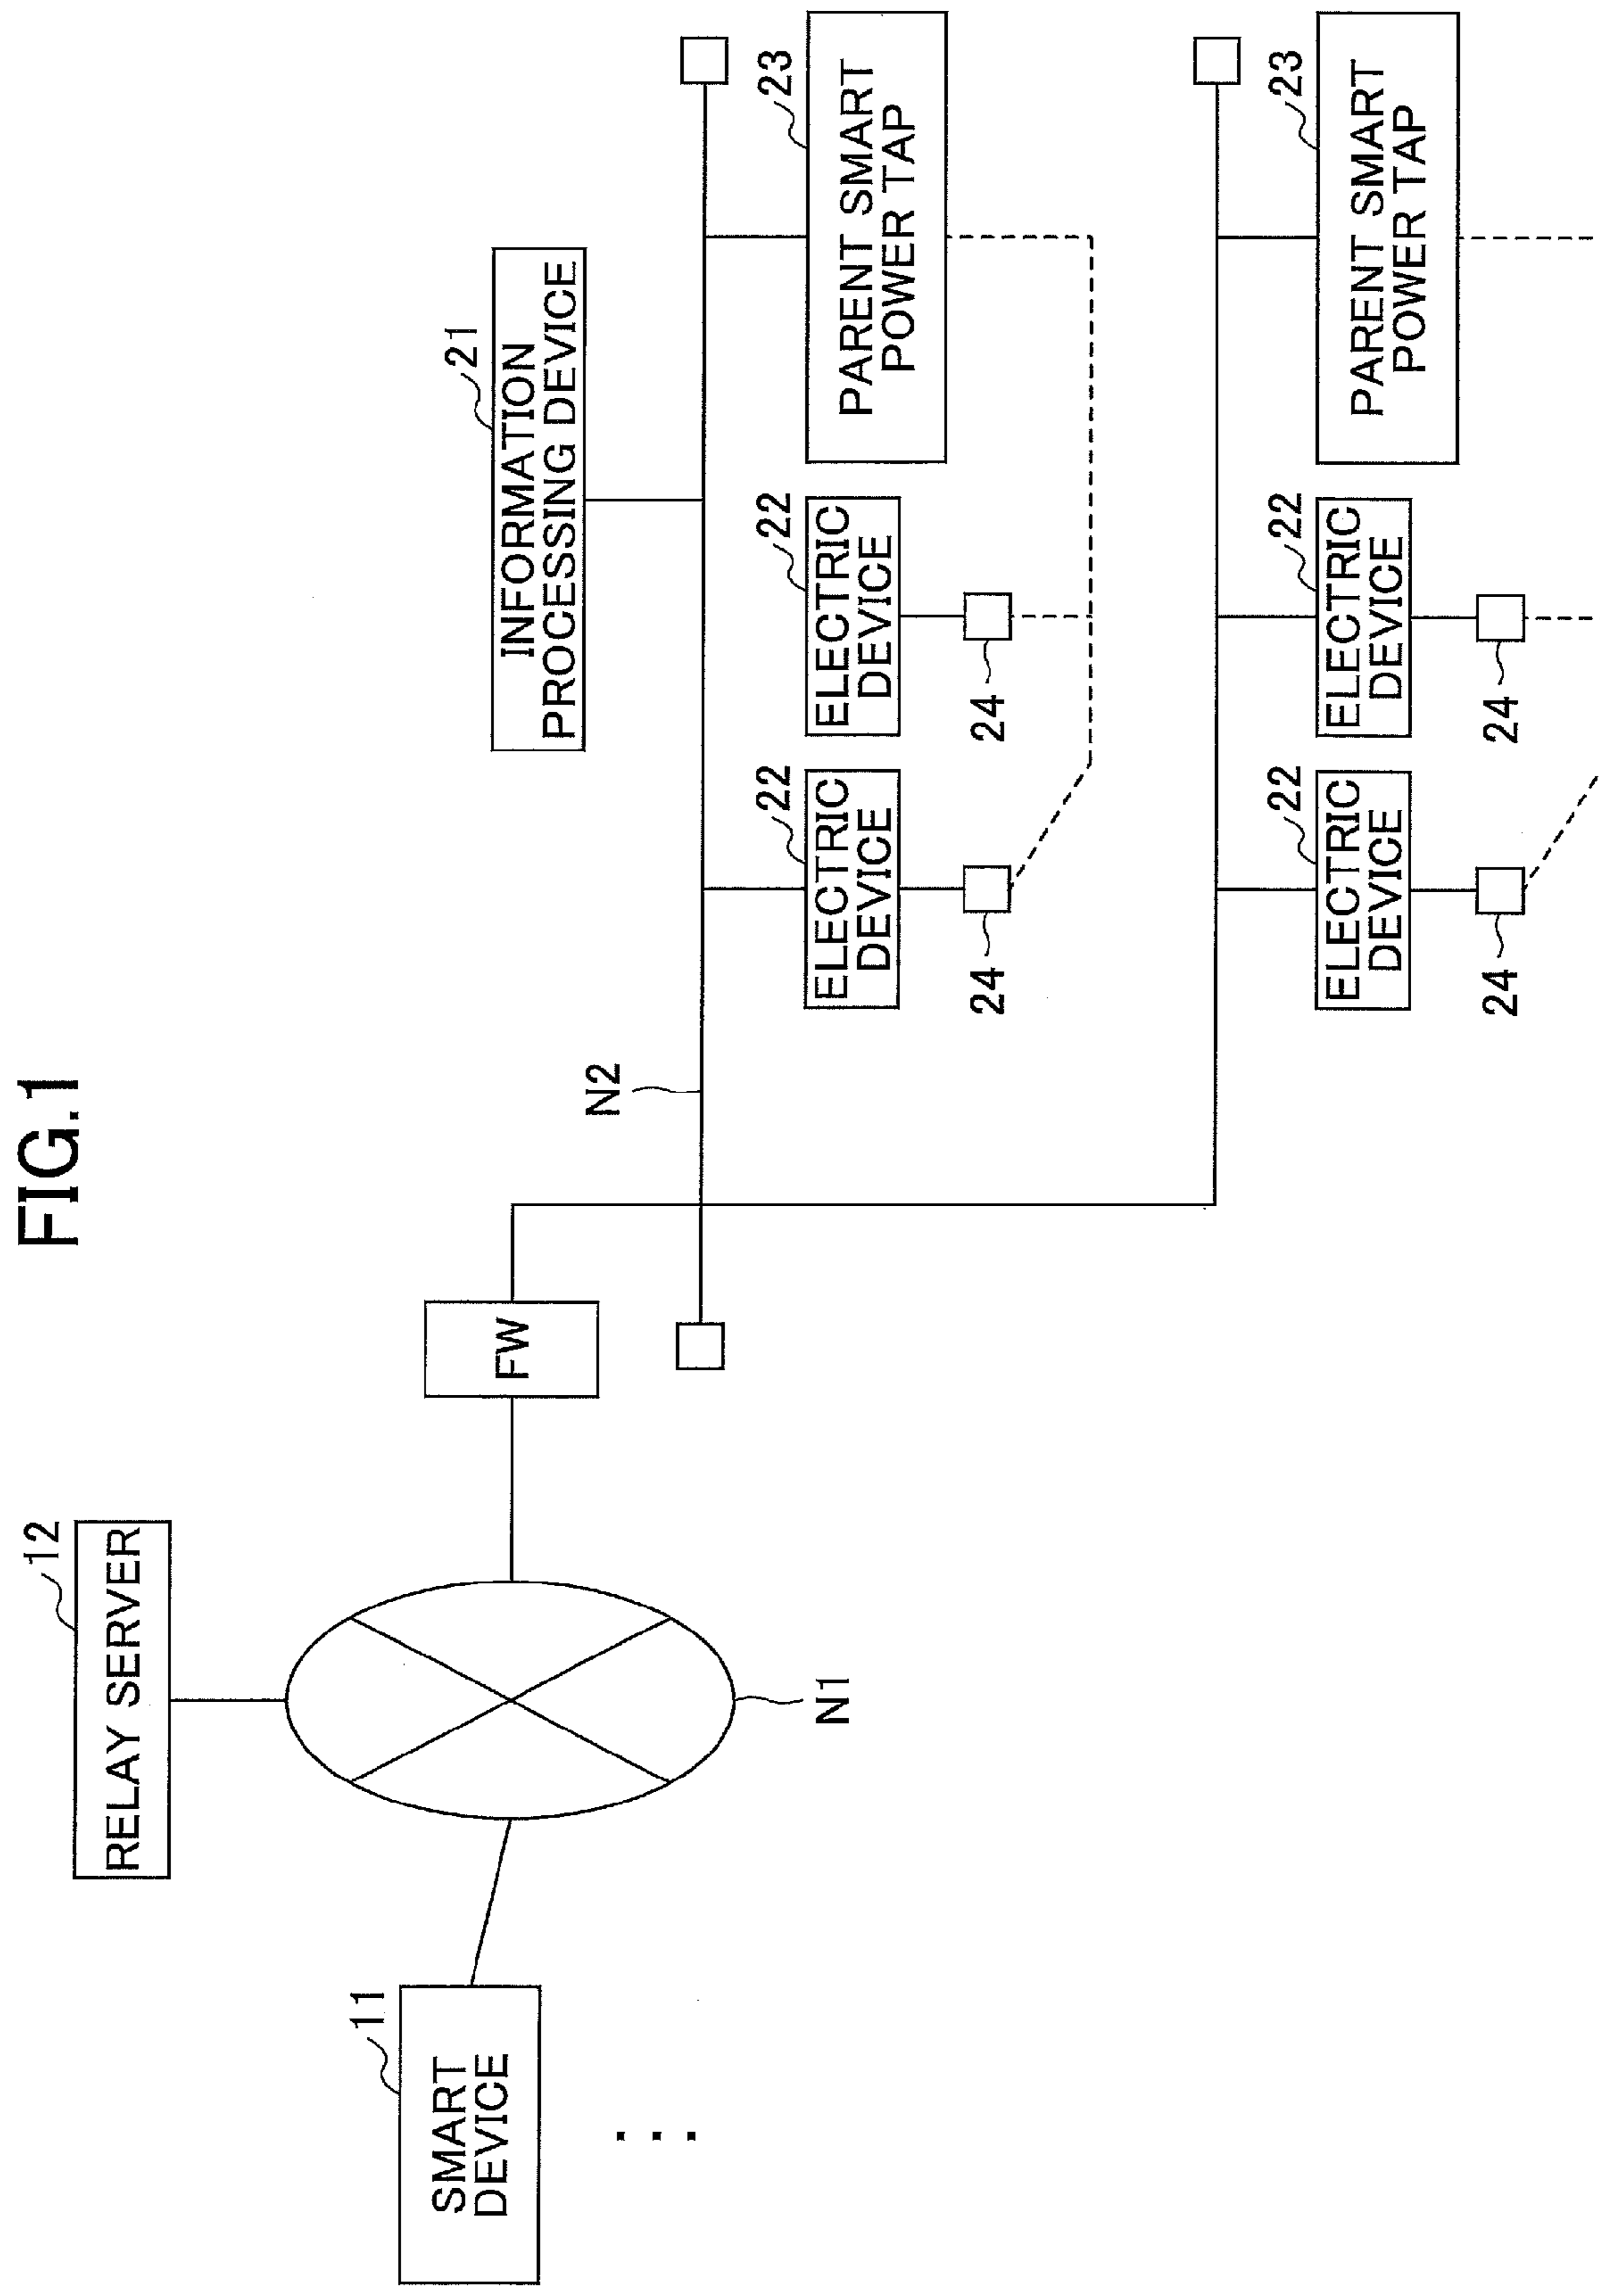 FIG.1
12
RELAY SERVER
11
SMART
DEVICE
N1
FW
N2
21
INFORMATION
PROCESSING DEVICE
22
ELECTRIC
DEVICE
24
22
ELECTRIC
DEVICE
24
23
PARENT SMART
POWER TAP
22
ELECTRIC
DEVICE
24
22
ELECTRIC
DEVICE
24
23
PARENT SMART
POWER TAP